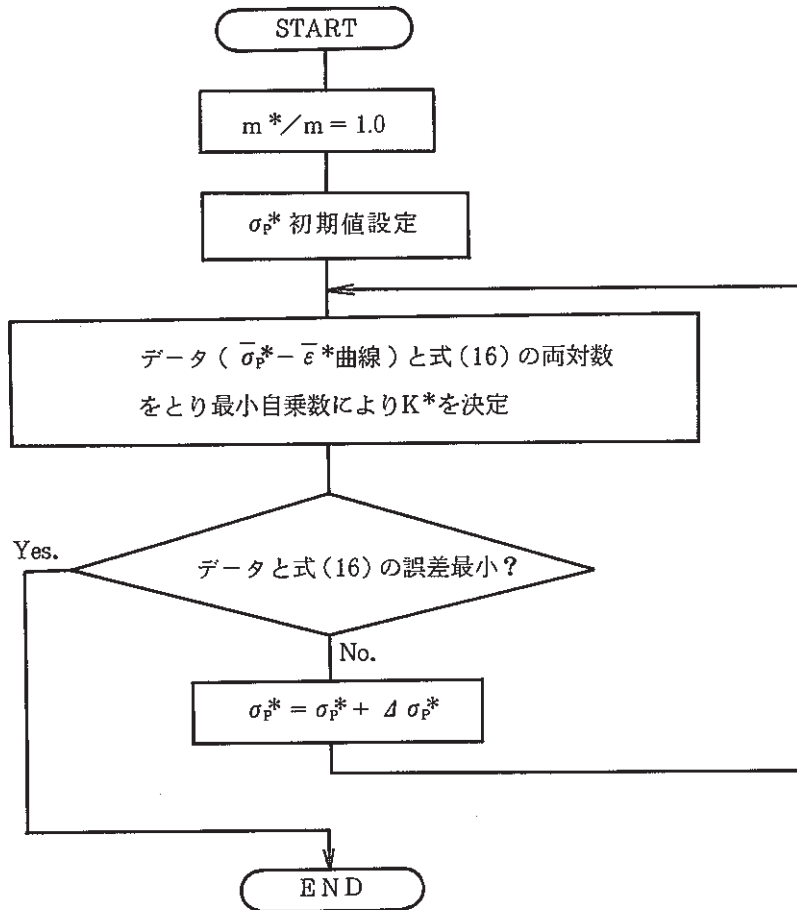 START
m*/m = 1.0
σP* 初期値設定
データ ( σ̅P* − ε̅*曲線 ) と式(16) の両対数
をとり最小自乗数によりK*を決定
Yes.
データと式(16) の誤差最小?
No.
σP* = σP* + Δ σP*
END